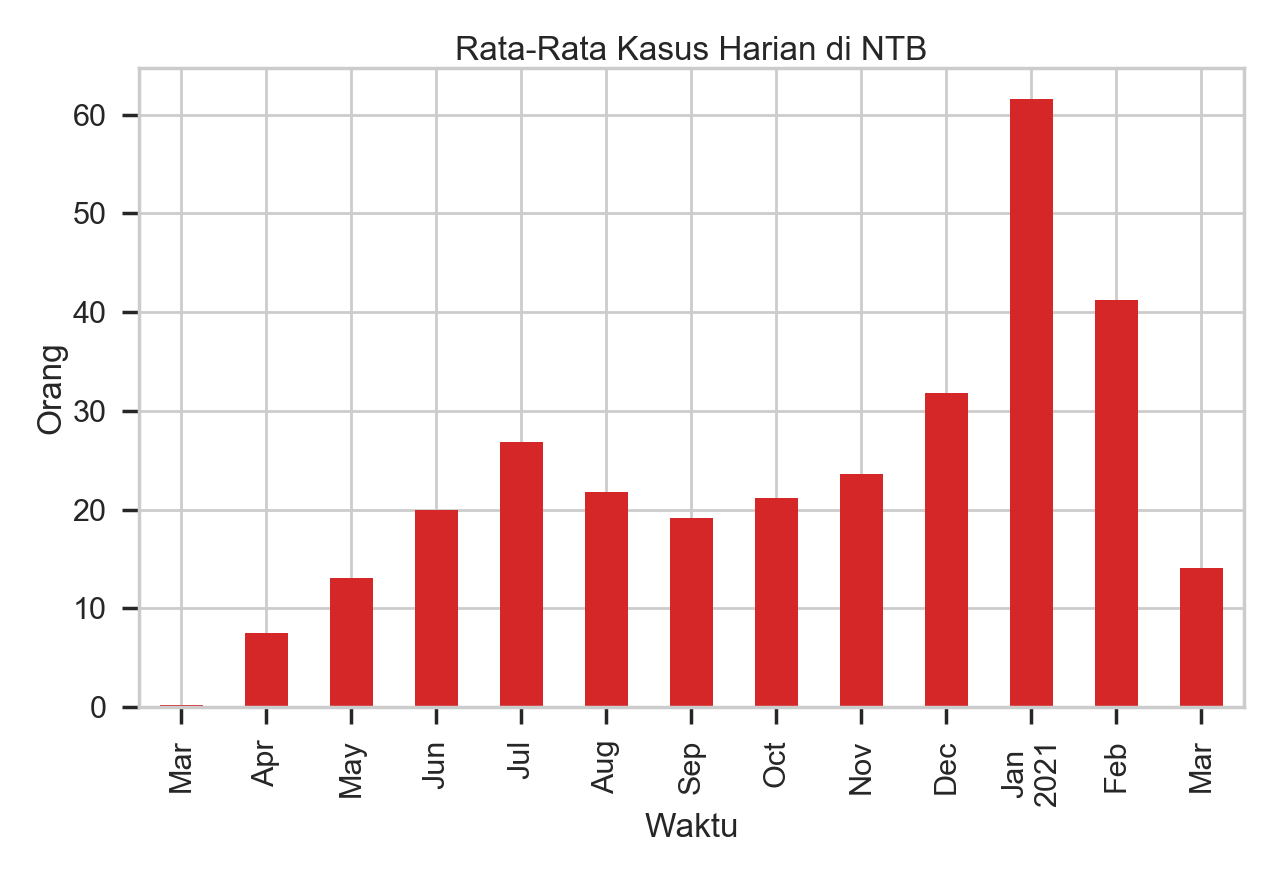 Rata-Rata Kasus Harian di NTB
60
50
40
30
20
10
0
Orang
Mar
Apr
May
Jun
Jul
Aug
Sep
Oct
Nov
Dec
Jan
2021
Feb
Mar
Waktu